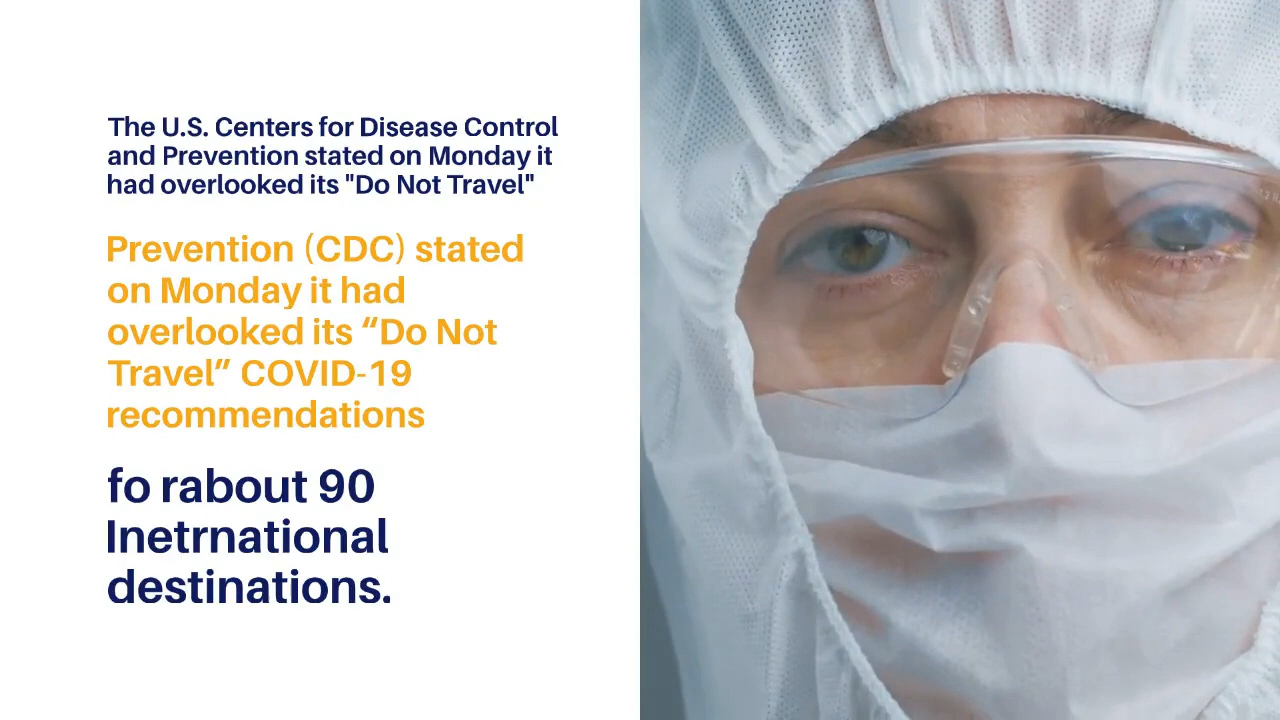 The U.S. Centers for Disease Control
and Prevention stated on Monday it
had overlooked its "Do Not Travel"
Prevention (CDC) stated
on Monday it had
overlooked its “Do Not
Travel” COVID-19
recommendations
fo rabout 90
Inetrnational
destinations.